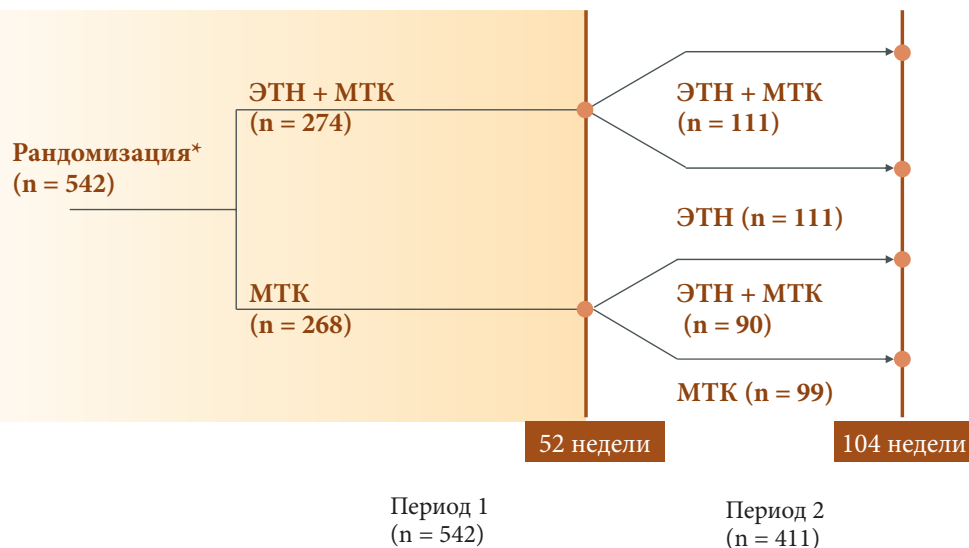 Рандомизация*
(n = 542)
ЭТН + МТК
(n = 274)
МТК
(n = 268)
ЭТН + МТК
(n = 111)
ЭТН (n = 111)
ЭТН + МТК
(n = 90)
МТК (n = 99)
52 недели
104 недели
Период 1
(n = 542)
Период 2
(n = 411)